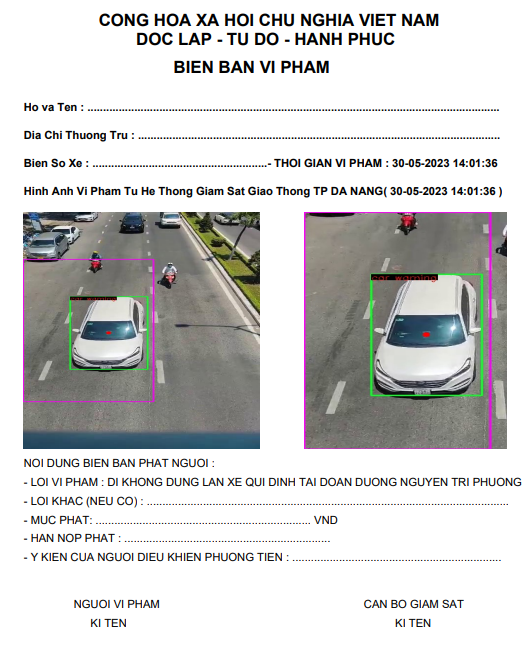 CONG HOA XA HOI CHU NGHIA VIET NAM
DOC LAP - TU DO - HANH PHUC
BIEN BAN VI PHAM
Ho va Ten : ....................................................................................................................................
Dia Chi Thuong Tru : ....................................................................................................................
Bien So Xe : ........................................................- THOI GIAN VI PHAM : 30-05-2023 14:01:36
Hinh Anh Vi Pham Tu He Thong Giam Sat Giao Thong TP DA NANG( 30-05-2023 14:01:36 )
car_warning
car_warning
NOI DUNG BIEN BAN PHAT NGUOI :
- LOI VI PHAM : DI KHONG DUNG LAN XE QUI DINH TAI DOAN DUONG NGUYEN TRI PHUONG
- LOI KHAC (NEU CO) : ....................................................................................................................
- MUC PHAT: ..................................................................... VND
- HAN NOP PHAT : ..................................................................
- Y KIEN CUA NGUOI DIEU KHIEN PHUONG TIEN : ...................................................................
NGUOI VI PHAM CAN BO GIAM SAT
KI TEN KI TEN